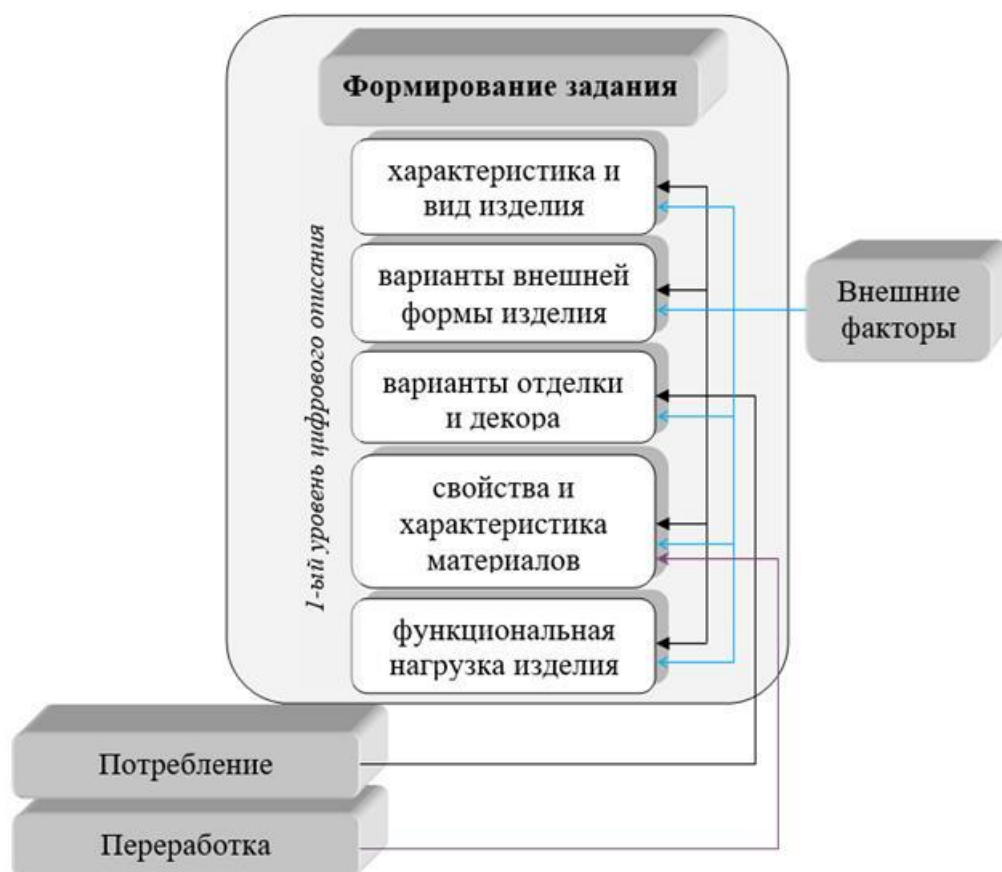 Формирование задания
характеристика и
вид изделия
варианты внешней
формы изделия
варианты отделки
и декора
свойства и
характеристика
материалов
функциональная
нагрузка изделия
1-ый уровень цифрового описания
Внешние
факторы
Потребление
Переработка